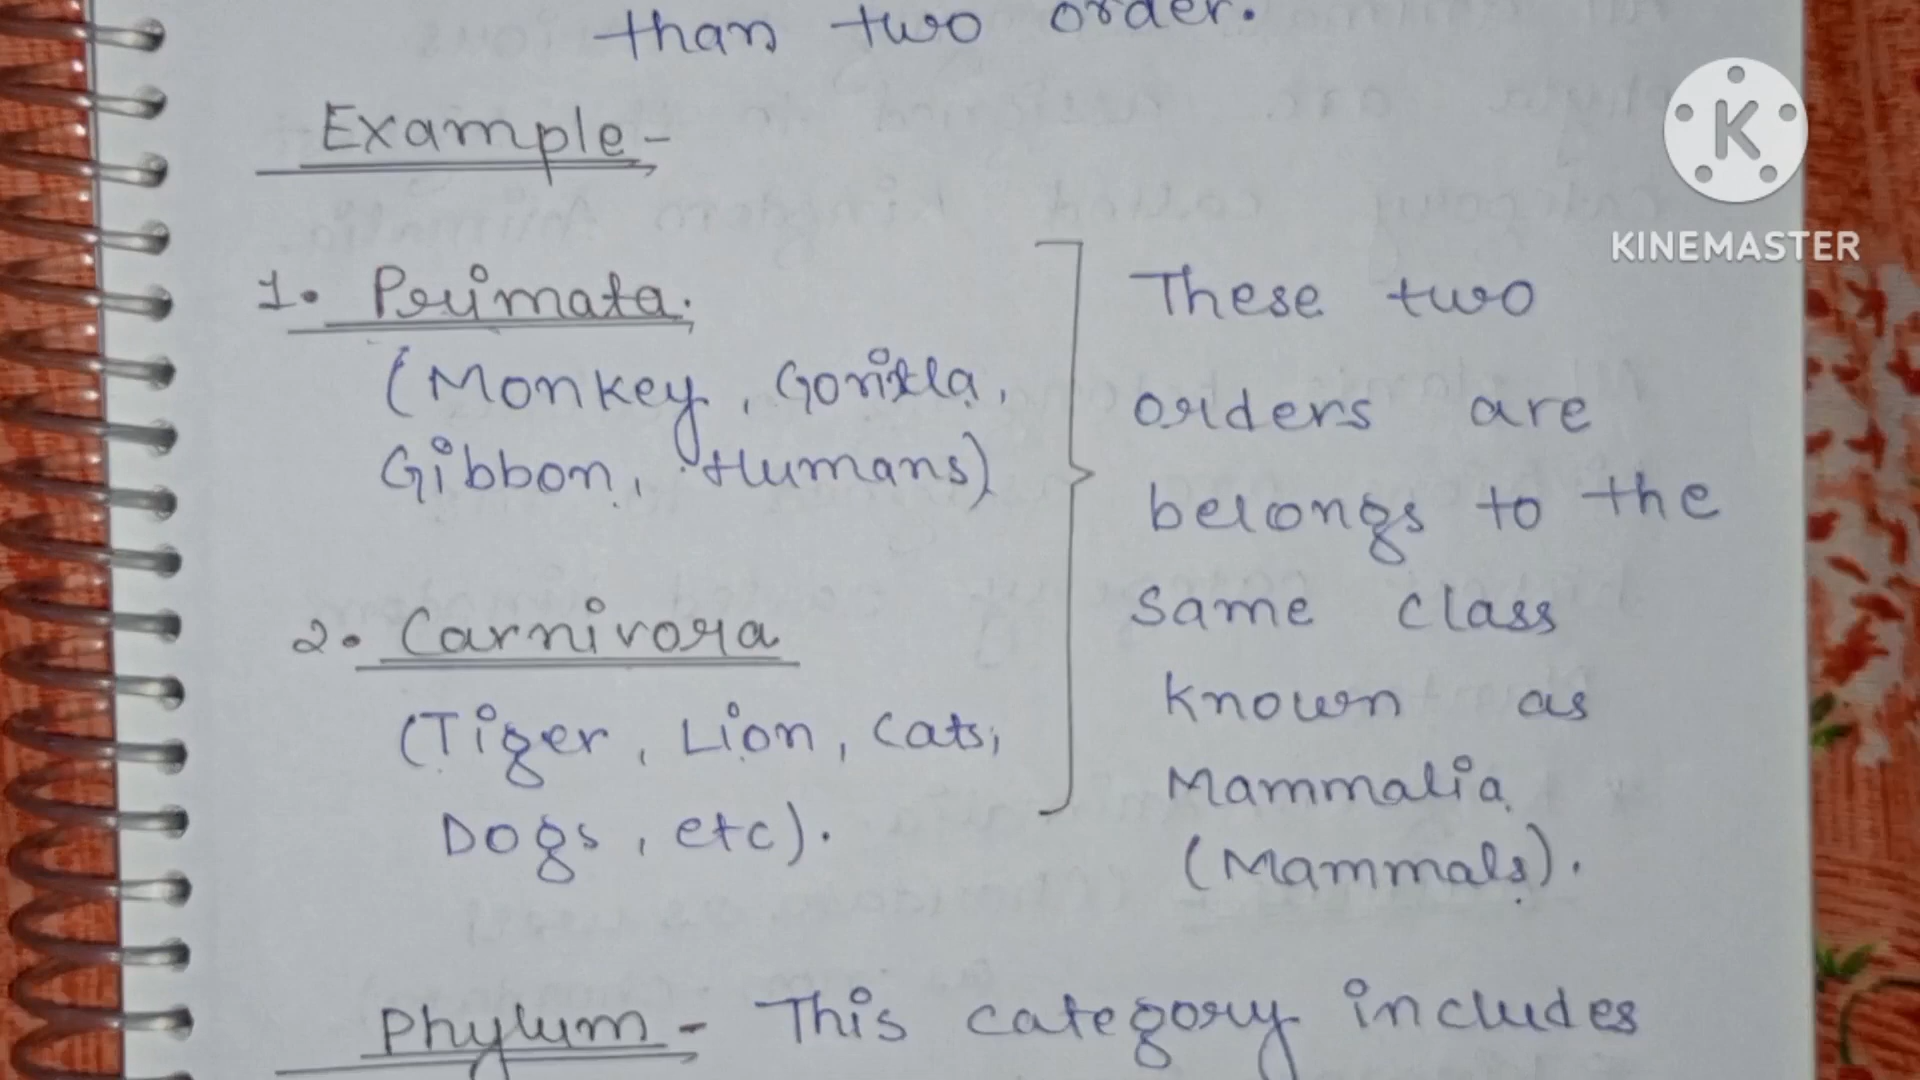 than two order.
Example-
1. Primata.
(Monkey, Gorilla,
Gibbon, Humans)
2. Carnivora
(Tiger, Lion, Cats,
Dogs, etc).
These two
orders are
belongs to the
same class
known as
Mammalia
(Mammals).
Phylum - This category includes
K
KINEMASTER